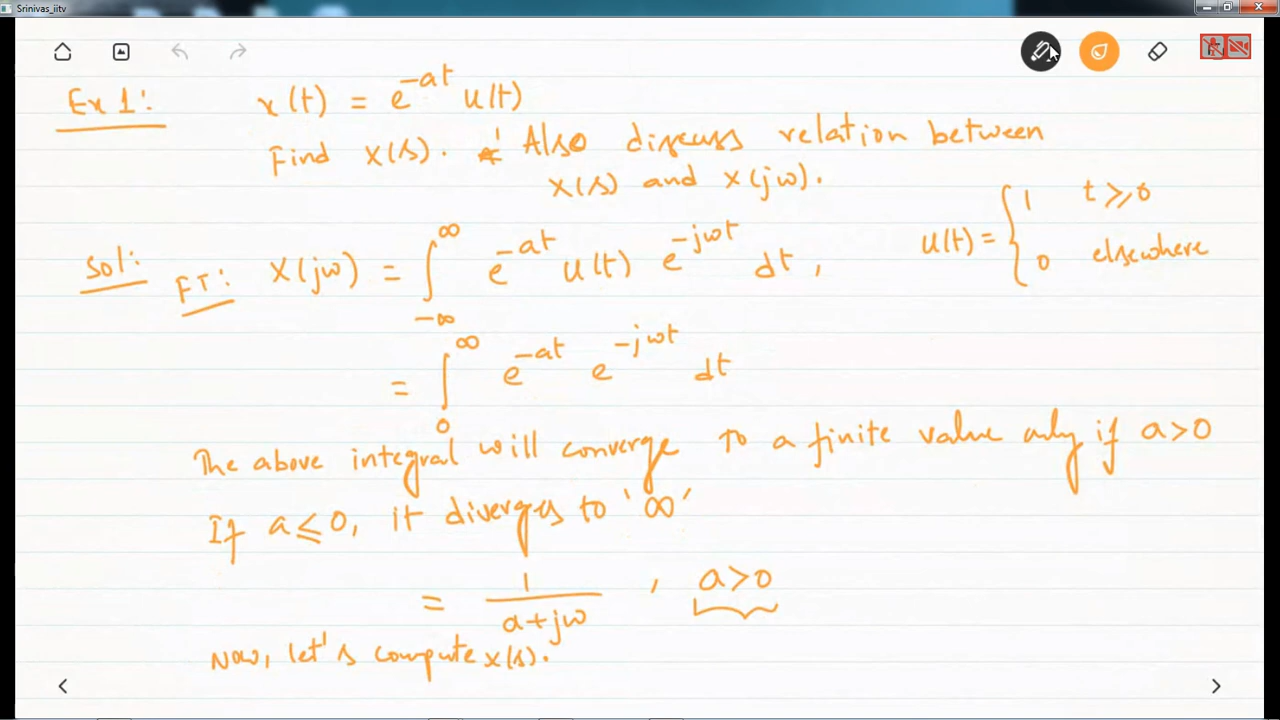 Srinivas_iitv
Ex 1: x(t) = e^{-at} u(t)
Find X(s). & Also discuss relation between
X(s) and X(jω).
u(t) = { 1 t ≥ 0
0 elsewhere
Sol:
FT: X(jω) = ∫_{-∞}^{∞} e^{-at} u(t) e^{-jωt} dt,
= ∫_{0}^{∞} e^{-at} e^{-jωt} dt
The above integral will converge to a finite value only if a>0
If a ≤ 0, it diverges to '∞'
= 1/(a+jω) , a>0
Now, let's compute X(s).